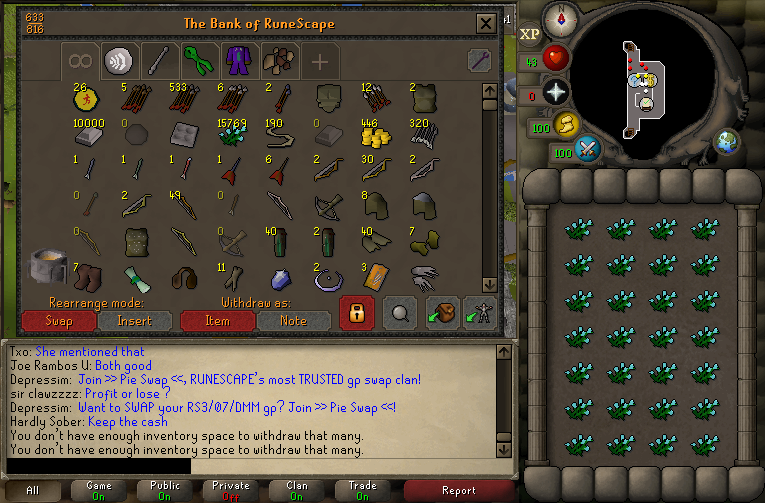 633
816
The Bank of RuneScape
+1
XP
43
0
100
100
26 5 533 6 2 12 2
10000 0 15769 190 0 446 320
1 1 1 1 6 2 30 2
0 2 49 0 8
40 2 40
7 11 2 3
Rearrange mode:
Withdraw as:
Swap
Insert
Item
Note
Txo: She mentioned that
Joe Rambos U: Both good
Depressim: Join >> Pie Swap <<, RUNESCAPE's most TRUSTED gp swap clan!
sir clawzzzz: Profit or lose ?
Depressim: Want to SWAP your RS3/07/DMM gp? Join >> Pie Swap <<!
Hardly Sober: Keep the cash
You don't have enough inventory space to withdraw that many.
You don't have enough inventory space to withdraw that many.
All
Game
On
Public
On
Private
Off
Clan
On
Trade
On
Report